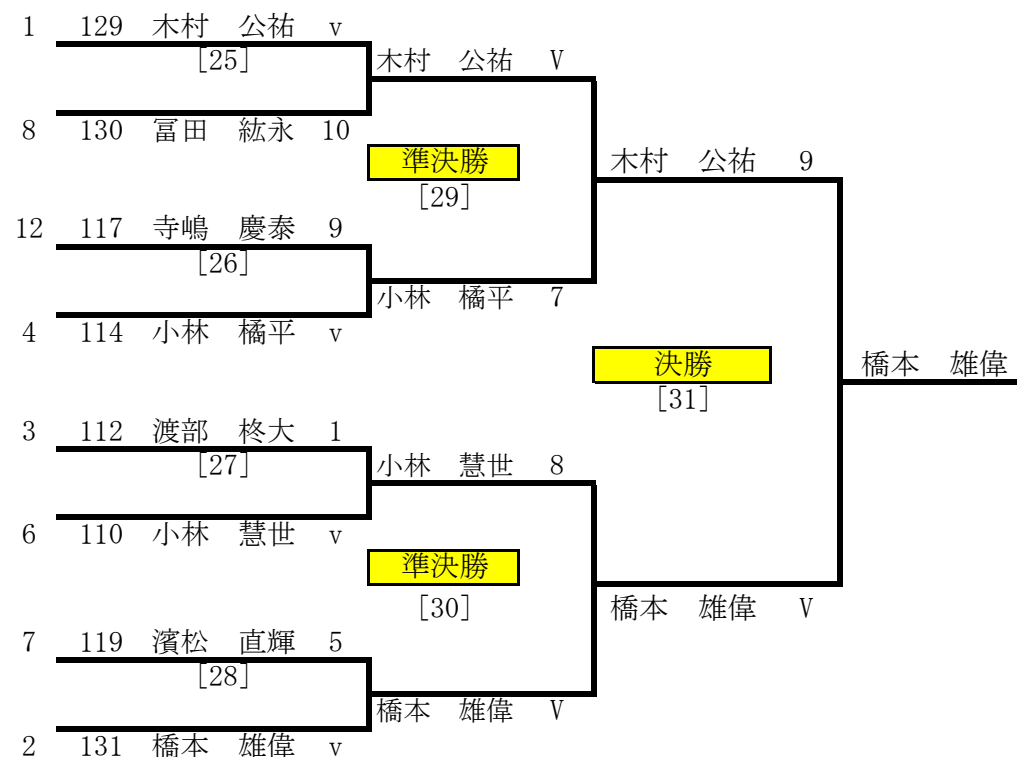 1 129 木村 公祐 v
[25]
木村 公祐 V
8 130 冨田 紘永 10
準決勝
[29]
木村 公祐 9
12 117 寺嶋 慶泰 9
[26]
小林 橘平 7
4 114 小林 橘平 v
決勝
[31]
橋本 雄偉
3 112 渡部 柊大 1
[27]
小林 慧世 8
6 110 小林 慧世 v
準決勝
[30]
橋本 雄偉 V
7 119 濱松 直輝 5
[28]
橋本 雄偉 V
2 131 橋本 雄偉 v